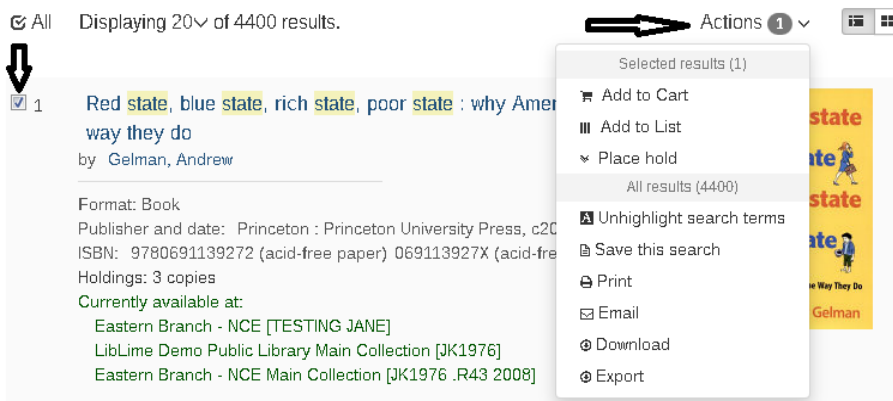 All Displaying 20 of 4400 results. Actions 1
1 Red state, blue state, rich state, poor state : why Amer
way they do
by Gelman, Andrew
Format: Book
Publisher and date: Princeton : Princeton University Press, c20
ISBN: 9780691139272 (acid-free paper) 069113927X (acid-fre
Holdings: 3 copies
Currently available at:
Eastern Branch - NCE [TESTING JANE]
LibLime Demo Public Library Main Collection [JK1976]
Eastern Branch - NCE Main Collection [JK1976 .R43 2008]
Selected results (1)
Add to Cart
Add to List
Place hold
All results (4400)
A Unhighlight search terms
Save this search
Print
Email
Download
Export
state
ate
state
ate
e Way They Do
Gelman